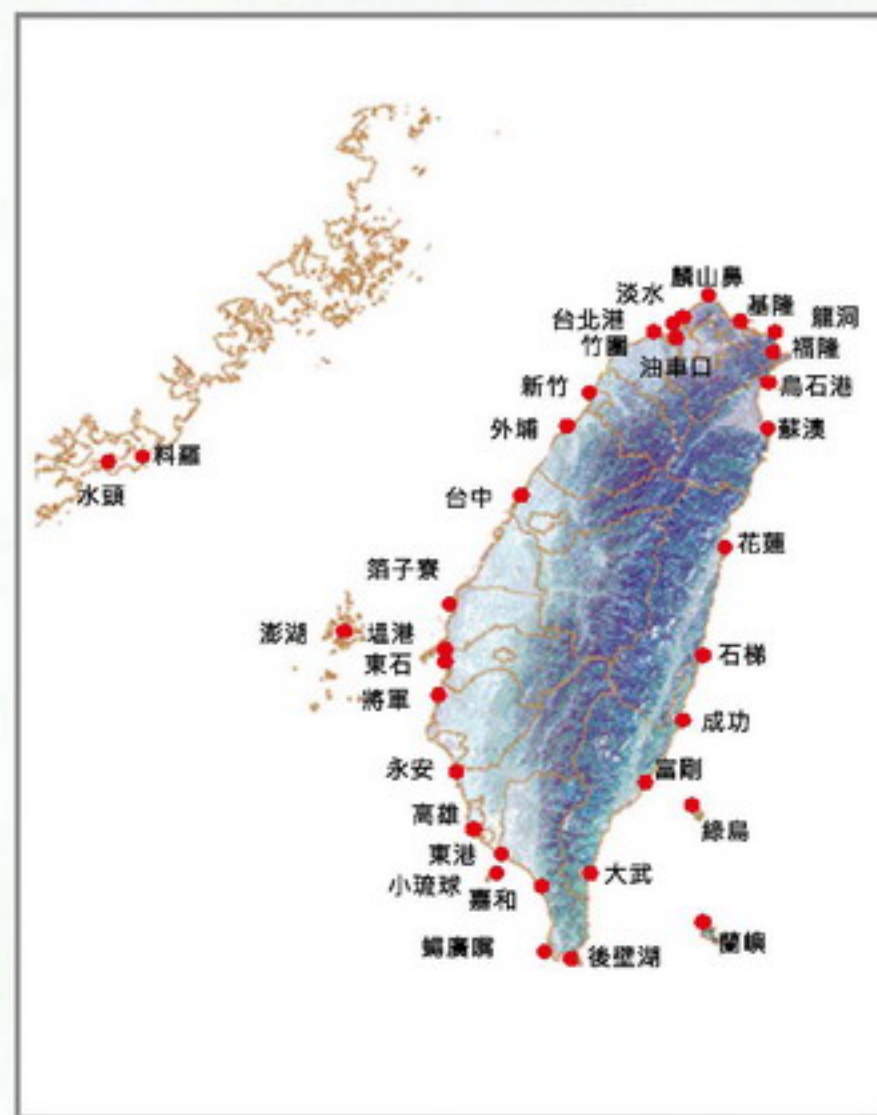 麟山鼻
淡水
基隆
龍洞
台北港
竹圍
福隆
油車口
新竹
烏石港
外埔
蘇澳
料羅
水頭
台中
花蓮
箔子寮
澎湖
塭港
東石
石梯
將軍
成功
永安
富剛
高雄
綠島
東港
小琉球
嘉和
大武
蟳廣嘴
後壁湖
蘭嶼